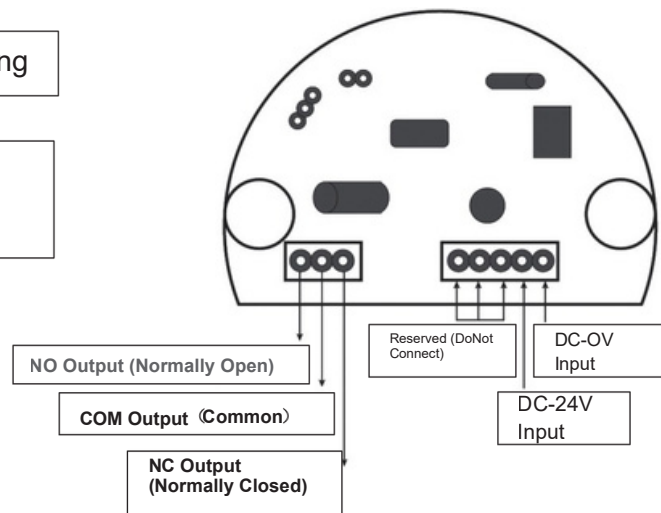 ng
NO Output (Normally Open)
COM Output（Common）
NC Output
(Normally Closed)
Reserved (DoNot
Connect)
DC-24V
Input
DC-OV
Input